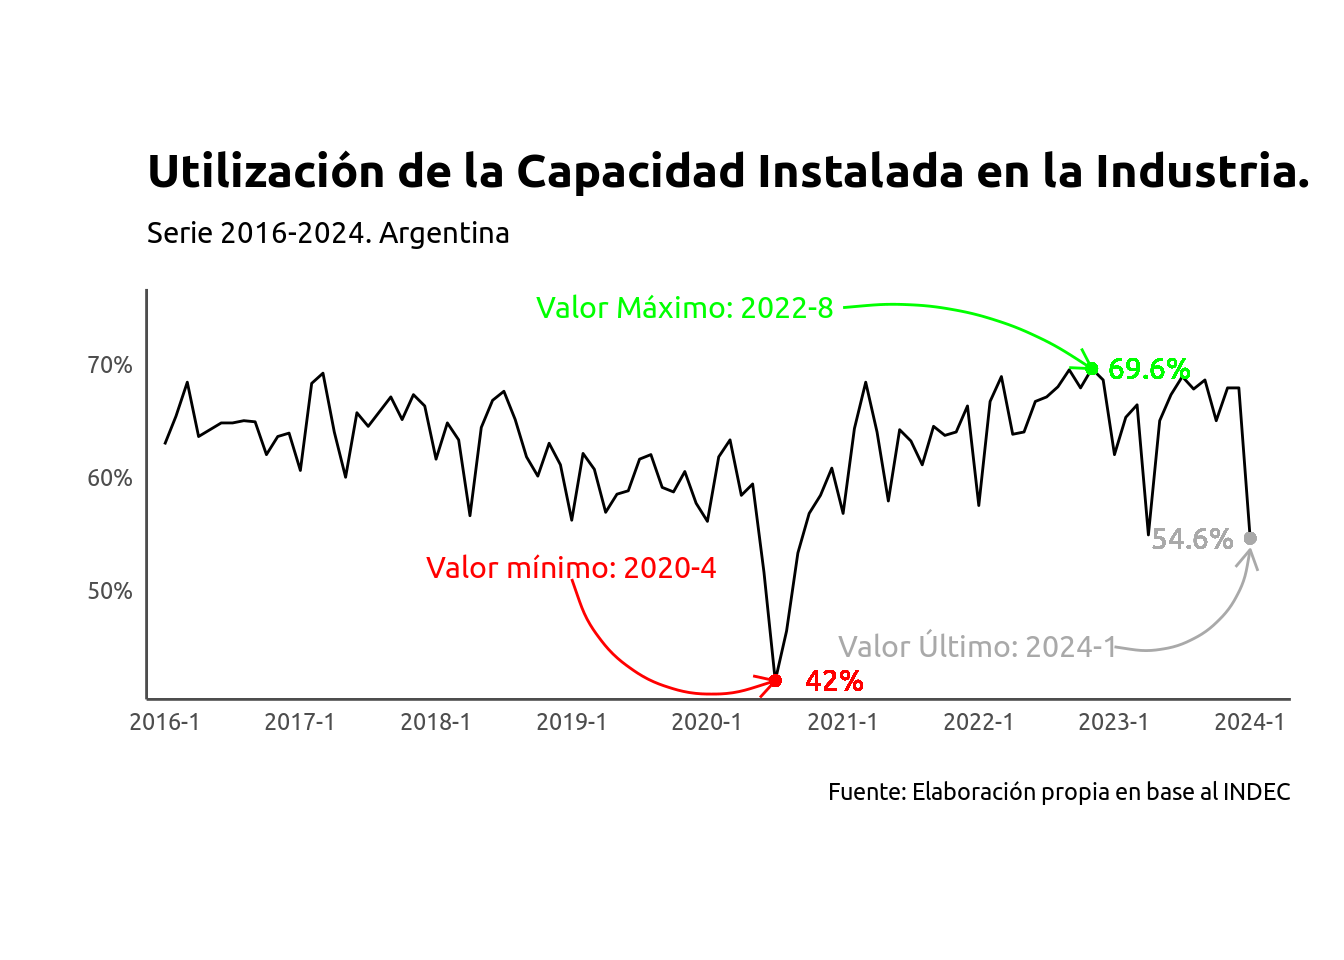 Utilización de la Capacidad Instalada en la Industria.
Serie 2016-2024. Argentina
Valor Máximo: 2022-8
70%
69.6%
60%
54.6%
Valor mínimo: 2020-4
50%
Valor Último: 2024-1
42%
2016-1 2017-1 2018-1 2019-1 2020-1 2021-1 2022-1 2023-1 2024-1
Fuente: Elaboración propia en base al INDEC